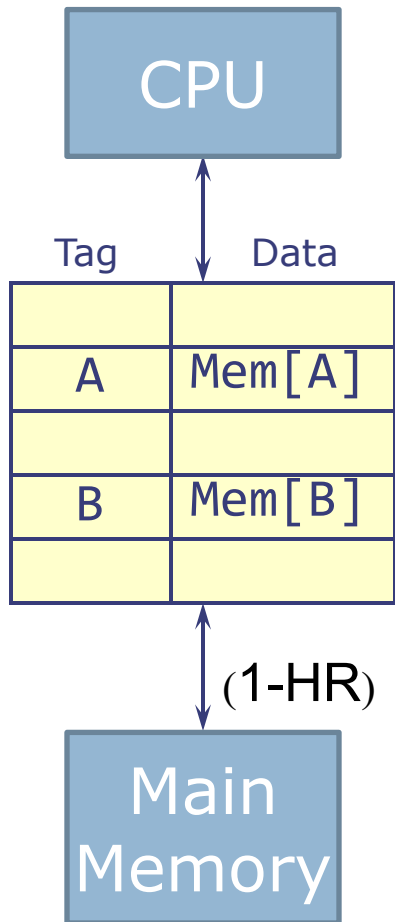 CPU
Tag Data
A Mem[A]
B Mem[B]
(1-HR)
Main
Memory